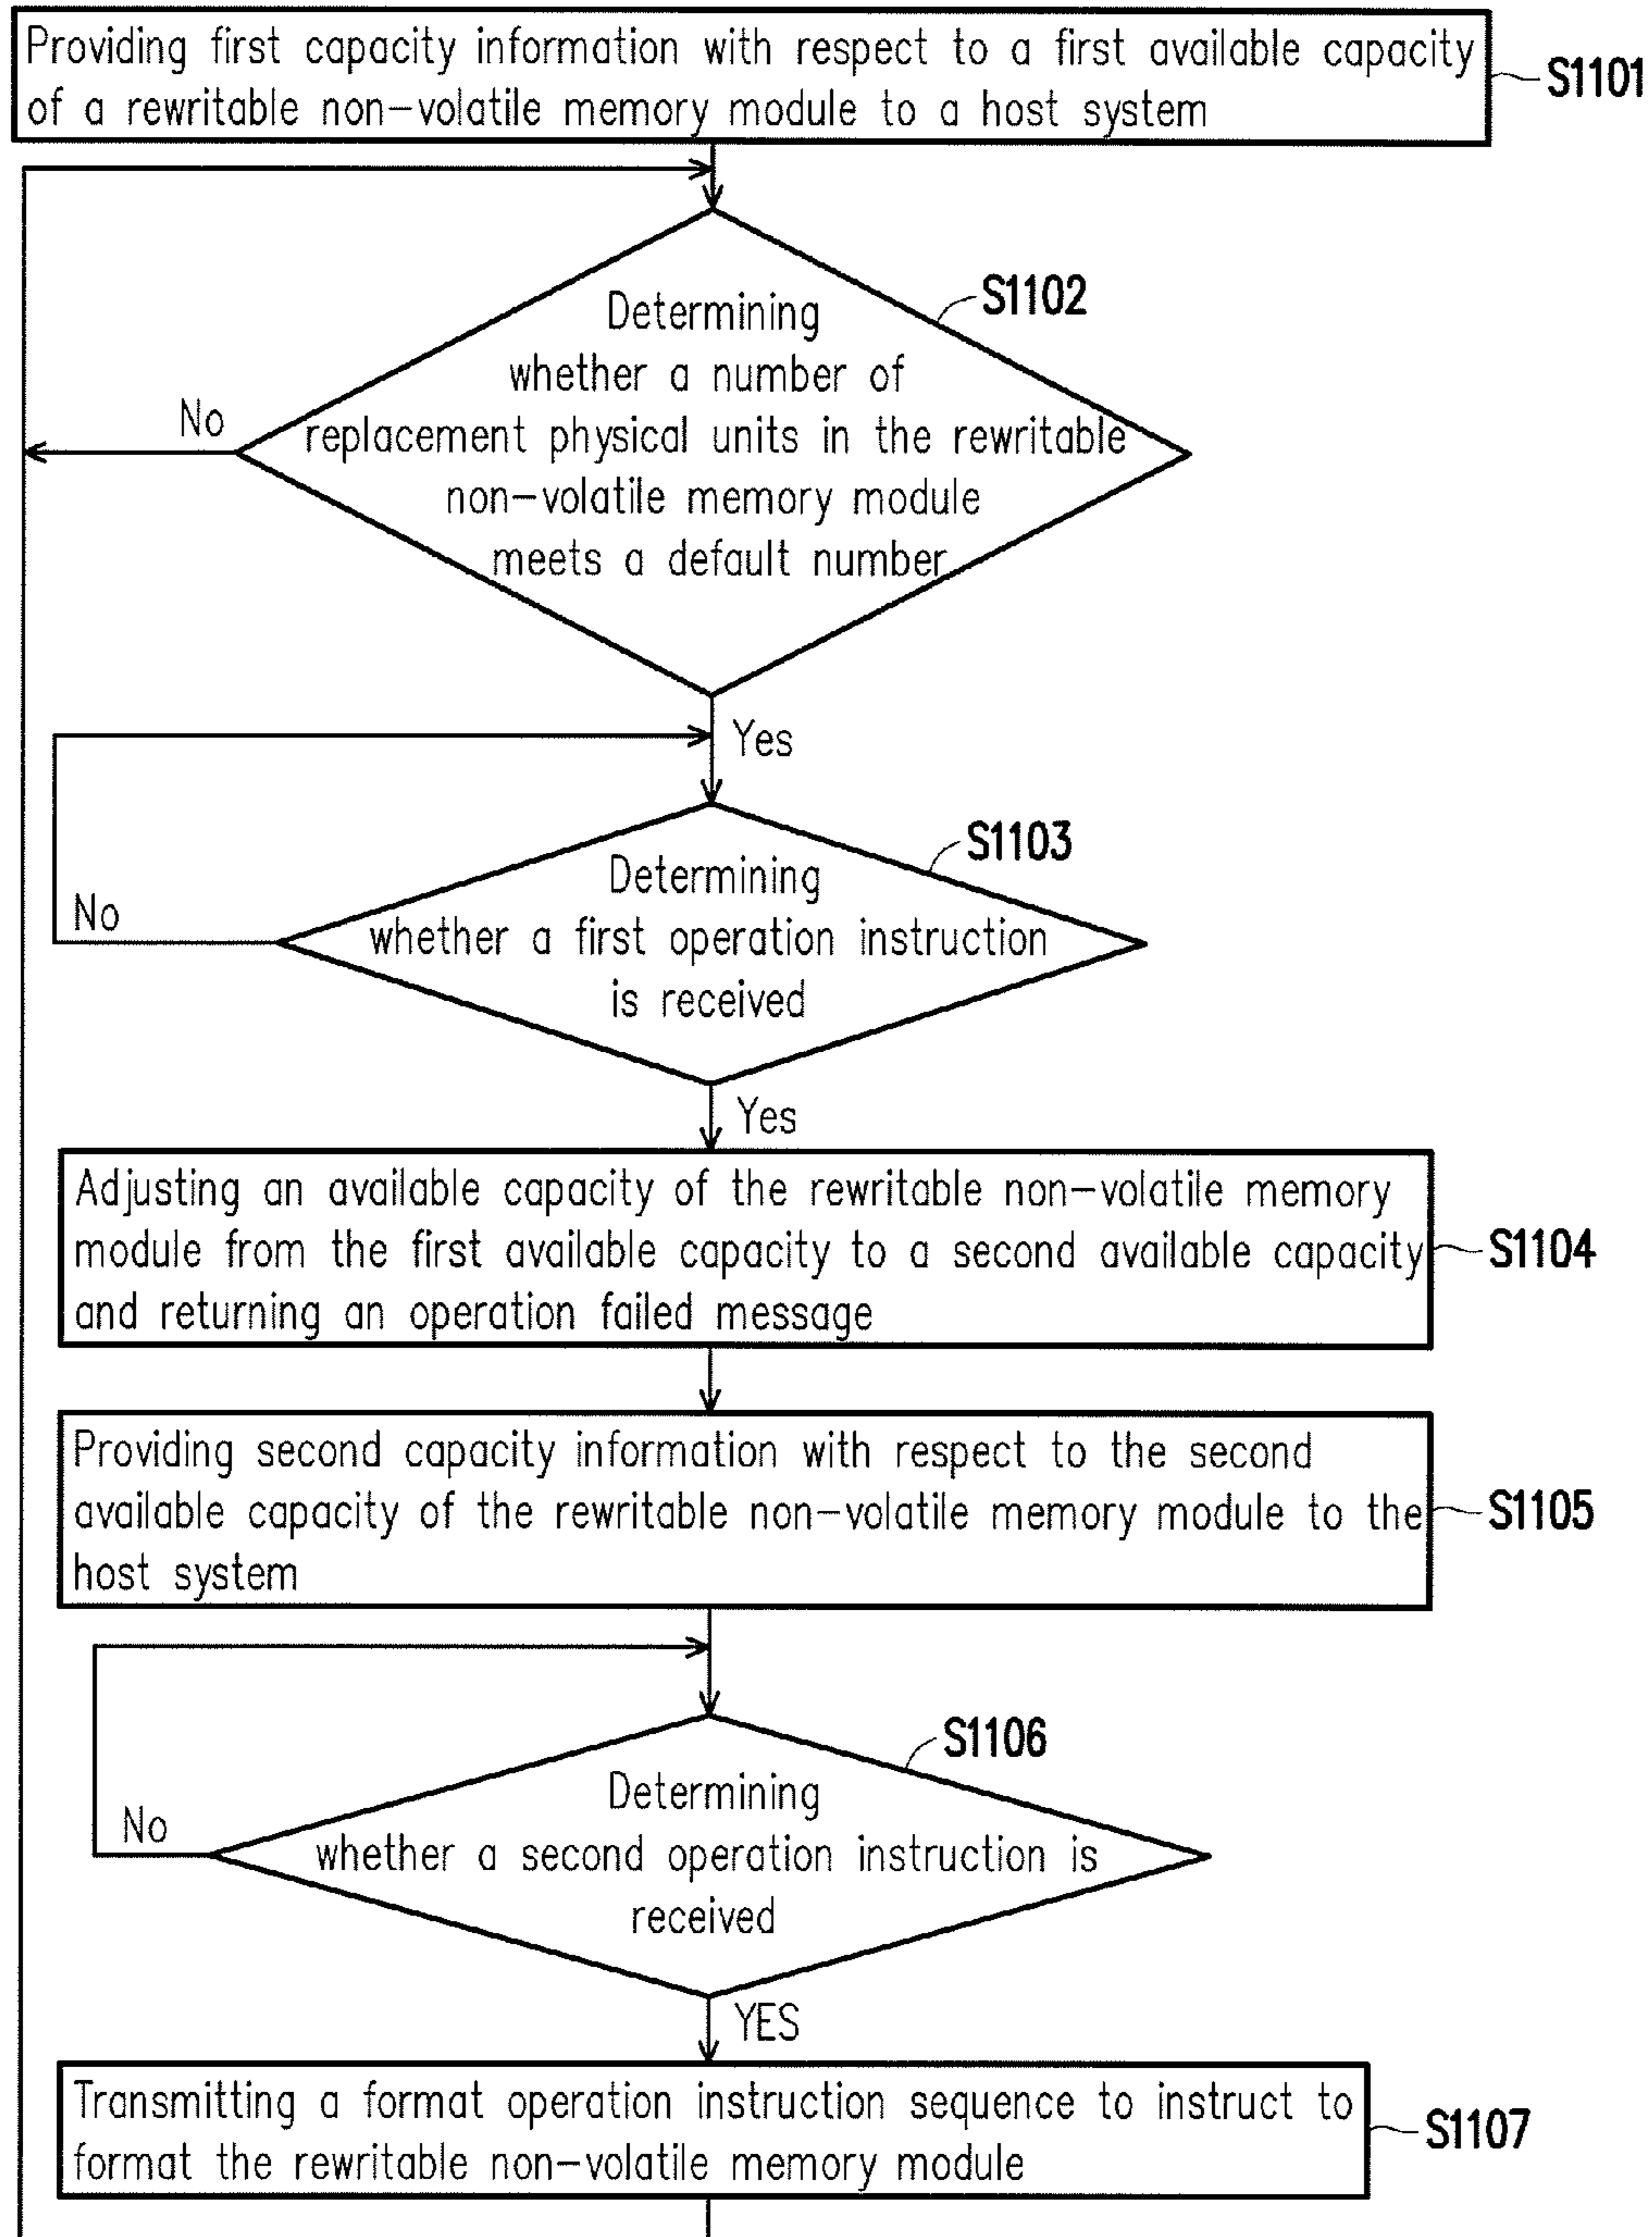 Providing first capacity information with respect to a first available capacity
of a rewritable non-volatile memory module to a host system
S1101
S1102
Determining
whether a number of
replacement physical units in the rewritable
non-volatile memory module
meets a default number
No
Yes
S1103
Determining
whether a first operation instruction
is received
No
Yes
Adjusting an available capacity of the rewritable non-volatile memory
module from the first available capacity to a second available capacity
and returning an operation failed message
S1104
Providing second capacity information with respect to the second
available capacity of the rewritable non-volatile memory module to the
host system
S1105
S1106
Determining
whether a second operation instruction is
received
No
YES
Transmitting a format operation instruction sequence to instruct to
format the rewritable non-volatile memory module
S1107